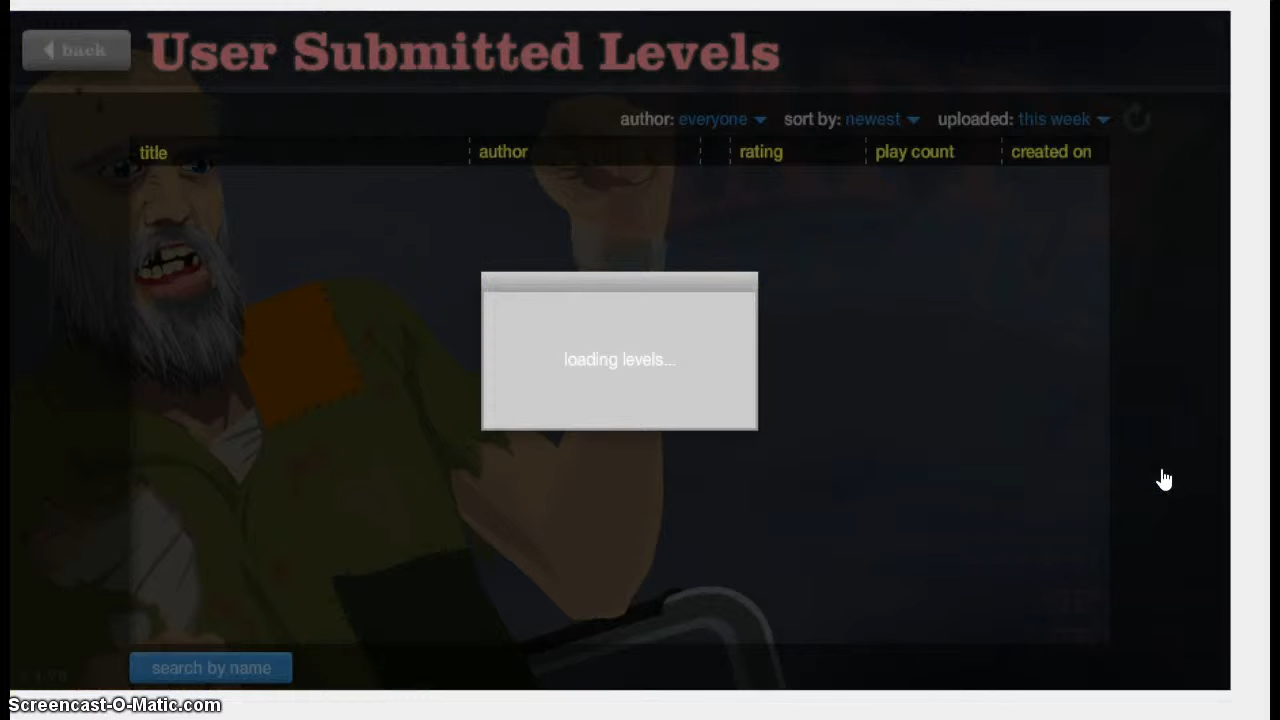 back
User Submitted Levels
author: everyone sort by: newest uploaded: this week
title author rating play count created on
loading levels...
search by name
Screencast-O-Matic.com